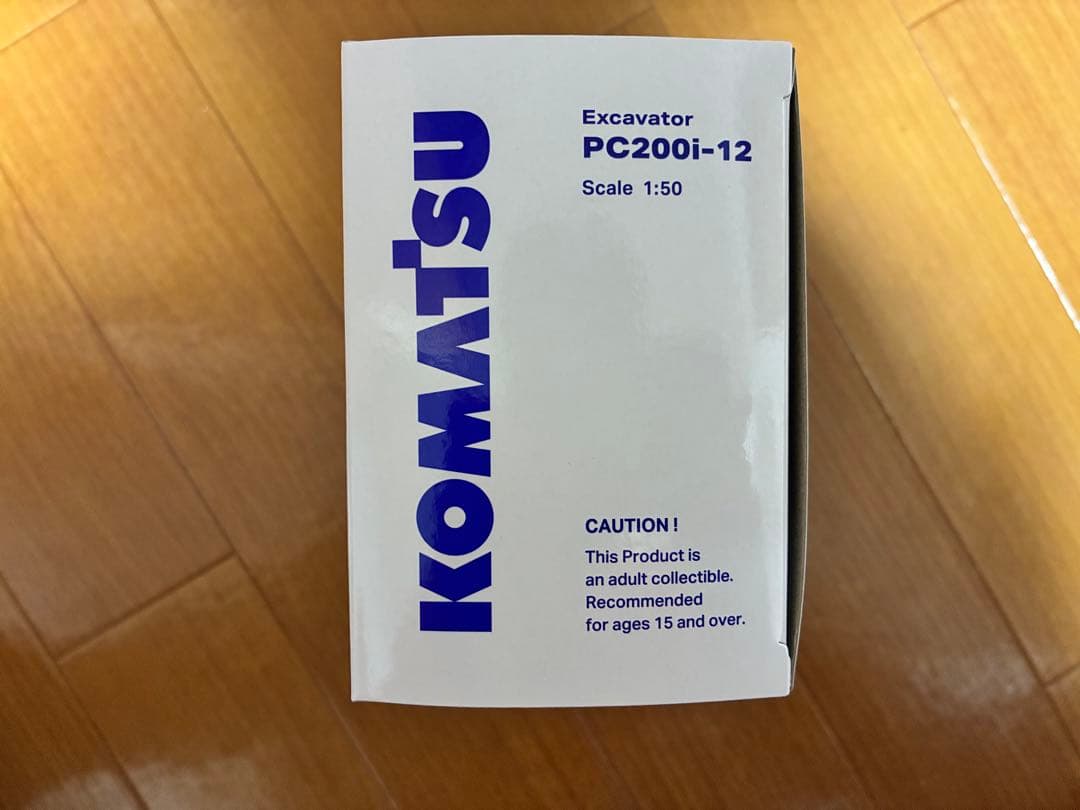 KOMATSU
Excavator
PC200i-12
Scale 1:50
CAUTION !
This Product is
an adult collectible.
Recommended
for ages 15 and over.